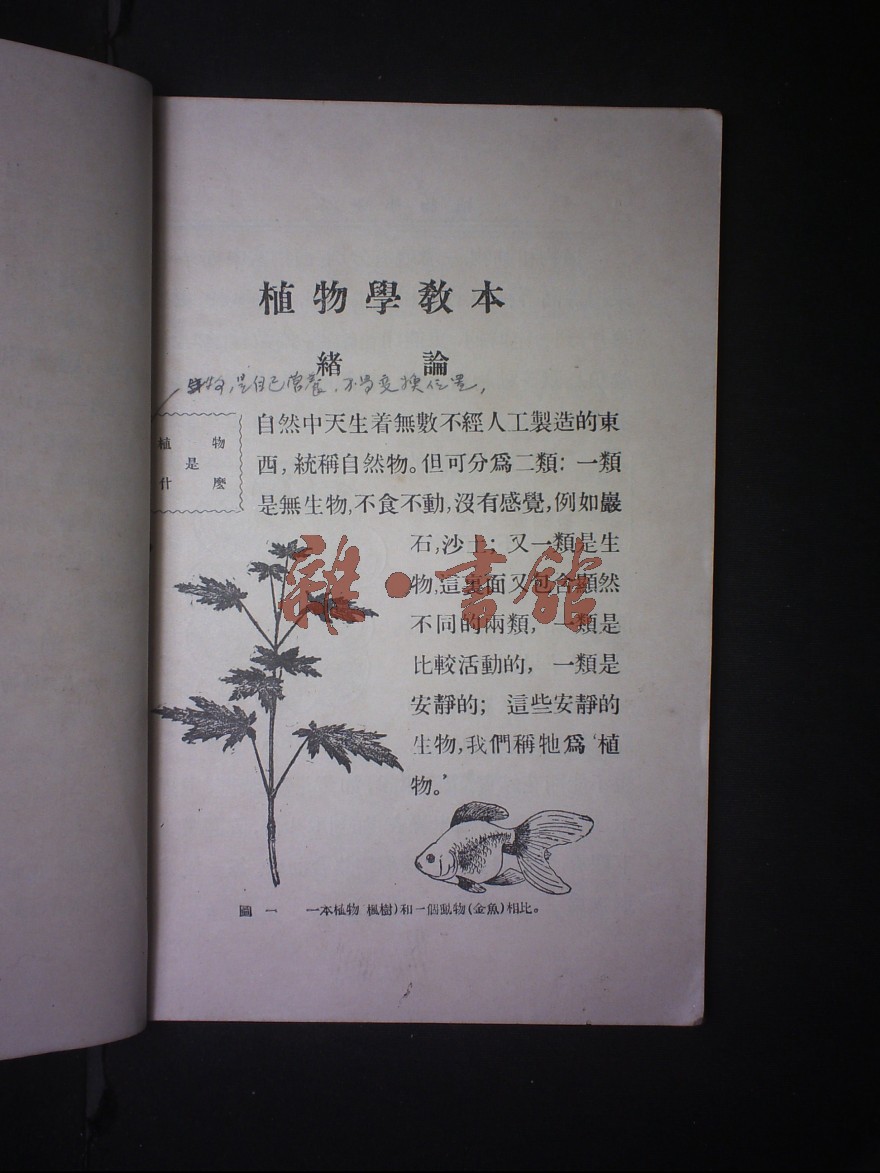 植物學教本
緒論
物,是自己營養,不另變換位置,
植物
是
什麼
自然中天生着無數不經人工製造的東
西,統稱自然物。但可分爲二類:一類
是無生物,不食不動,沒有感覺,例如巖
石,沙土;又一類是生
物,這裏面又包含顯然
不同的兩類,一類是
比較活動的,一類是
安靜的;這些安靜的
生物,我們稱牠爲‘植
物。’
雜·書館
圖一 一本植物 楓樹)和一個動物(金魚)相比。